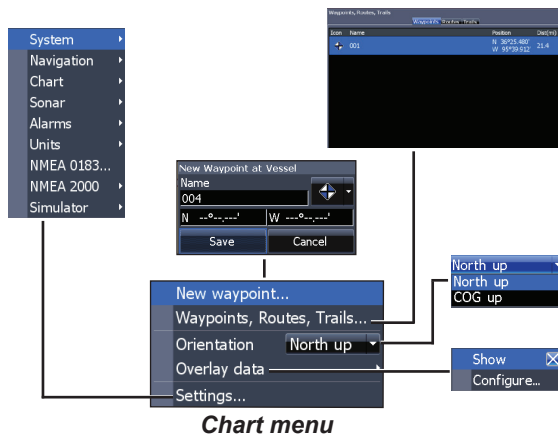 Waypoints, Routes, Trails
Waypoints Routes Trails
Icon Name Position Dist(mi)
001 N 36°25.480' 21.4
W 95°39.912'
System
Navigation
Chart
Sonar
Alarms
Units
NMEA 0183...
NMEA 2000
Simulator
New Waypoint at Vessel
Name
004
N --°--.---' W ---°--.---'
Save Cancel
New waypoint...
Waypoints, Routes, Trails...
Orientation North up
Overlay data
Settings...
North up
North up
COG up
Show
Configure...
Chart menu